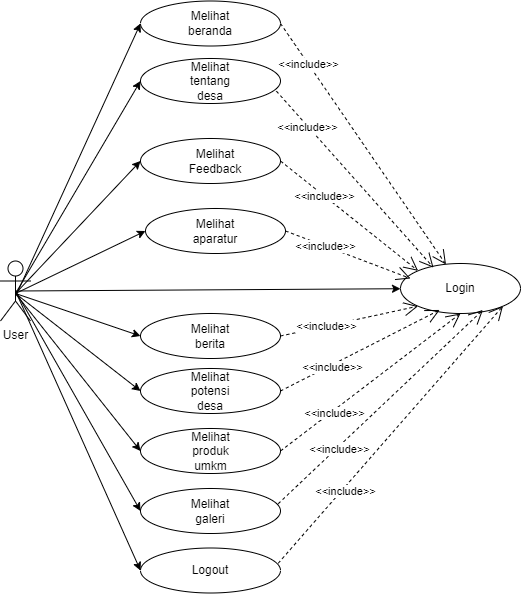 Melihat
beranda
<<include>>
Melihat
tentang
desa
<<include>>
Melihat
Feedback
<<include>>
Melihat
aparatur
<<include>>
Login
User
Melihat
berita
<<include>>
Melihat
potensi
desa
<<include>>
Melihat
produk
umkm
<<include>>
Melihat
galeri
<<include>>
Logout
<<include>>